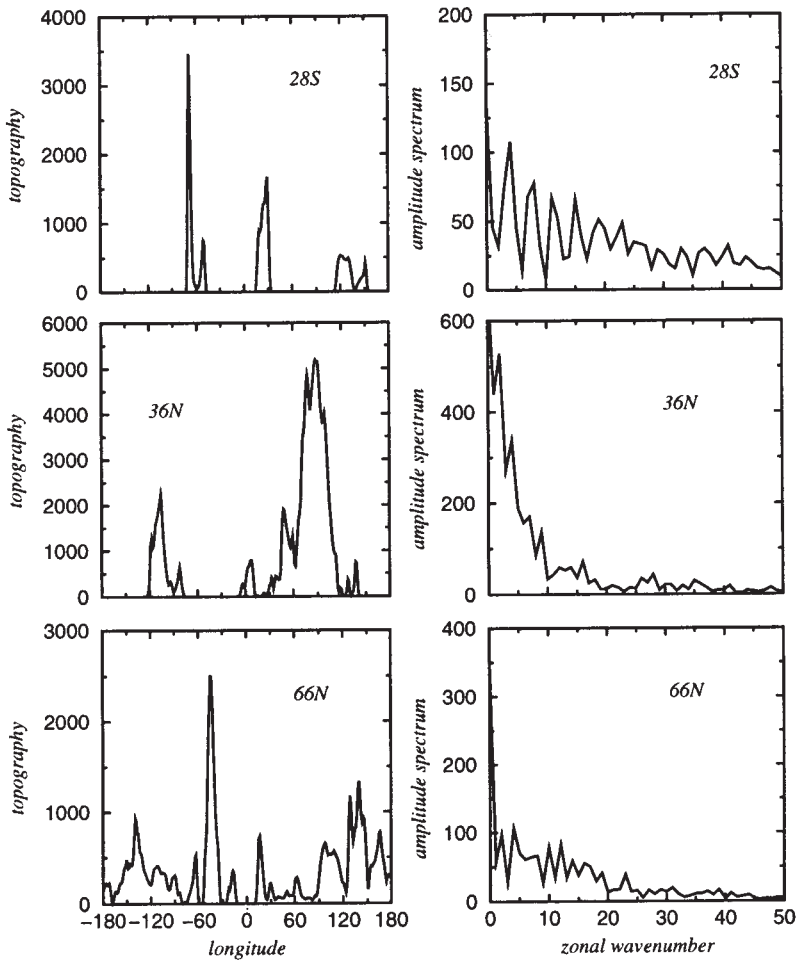 4000
3000
2000
1000
0
topography
28S
200
150
100
50
0
amplitude spectrum
28S
6000
5000
4000
3000
2000
1000
0
topography
36N
600
400
200
0
amplitude spectrum
36N
3000
2000
1000
0
topography
66N
−180 −120 −60 0 60 120 180
longitude
400
300
200
100
0
amplitude spectrum
66N
0 10 20 30 40 50
zonal wavenumber